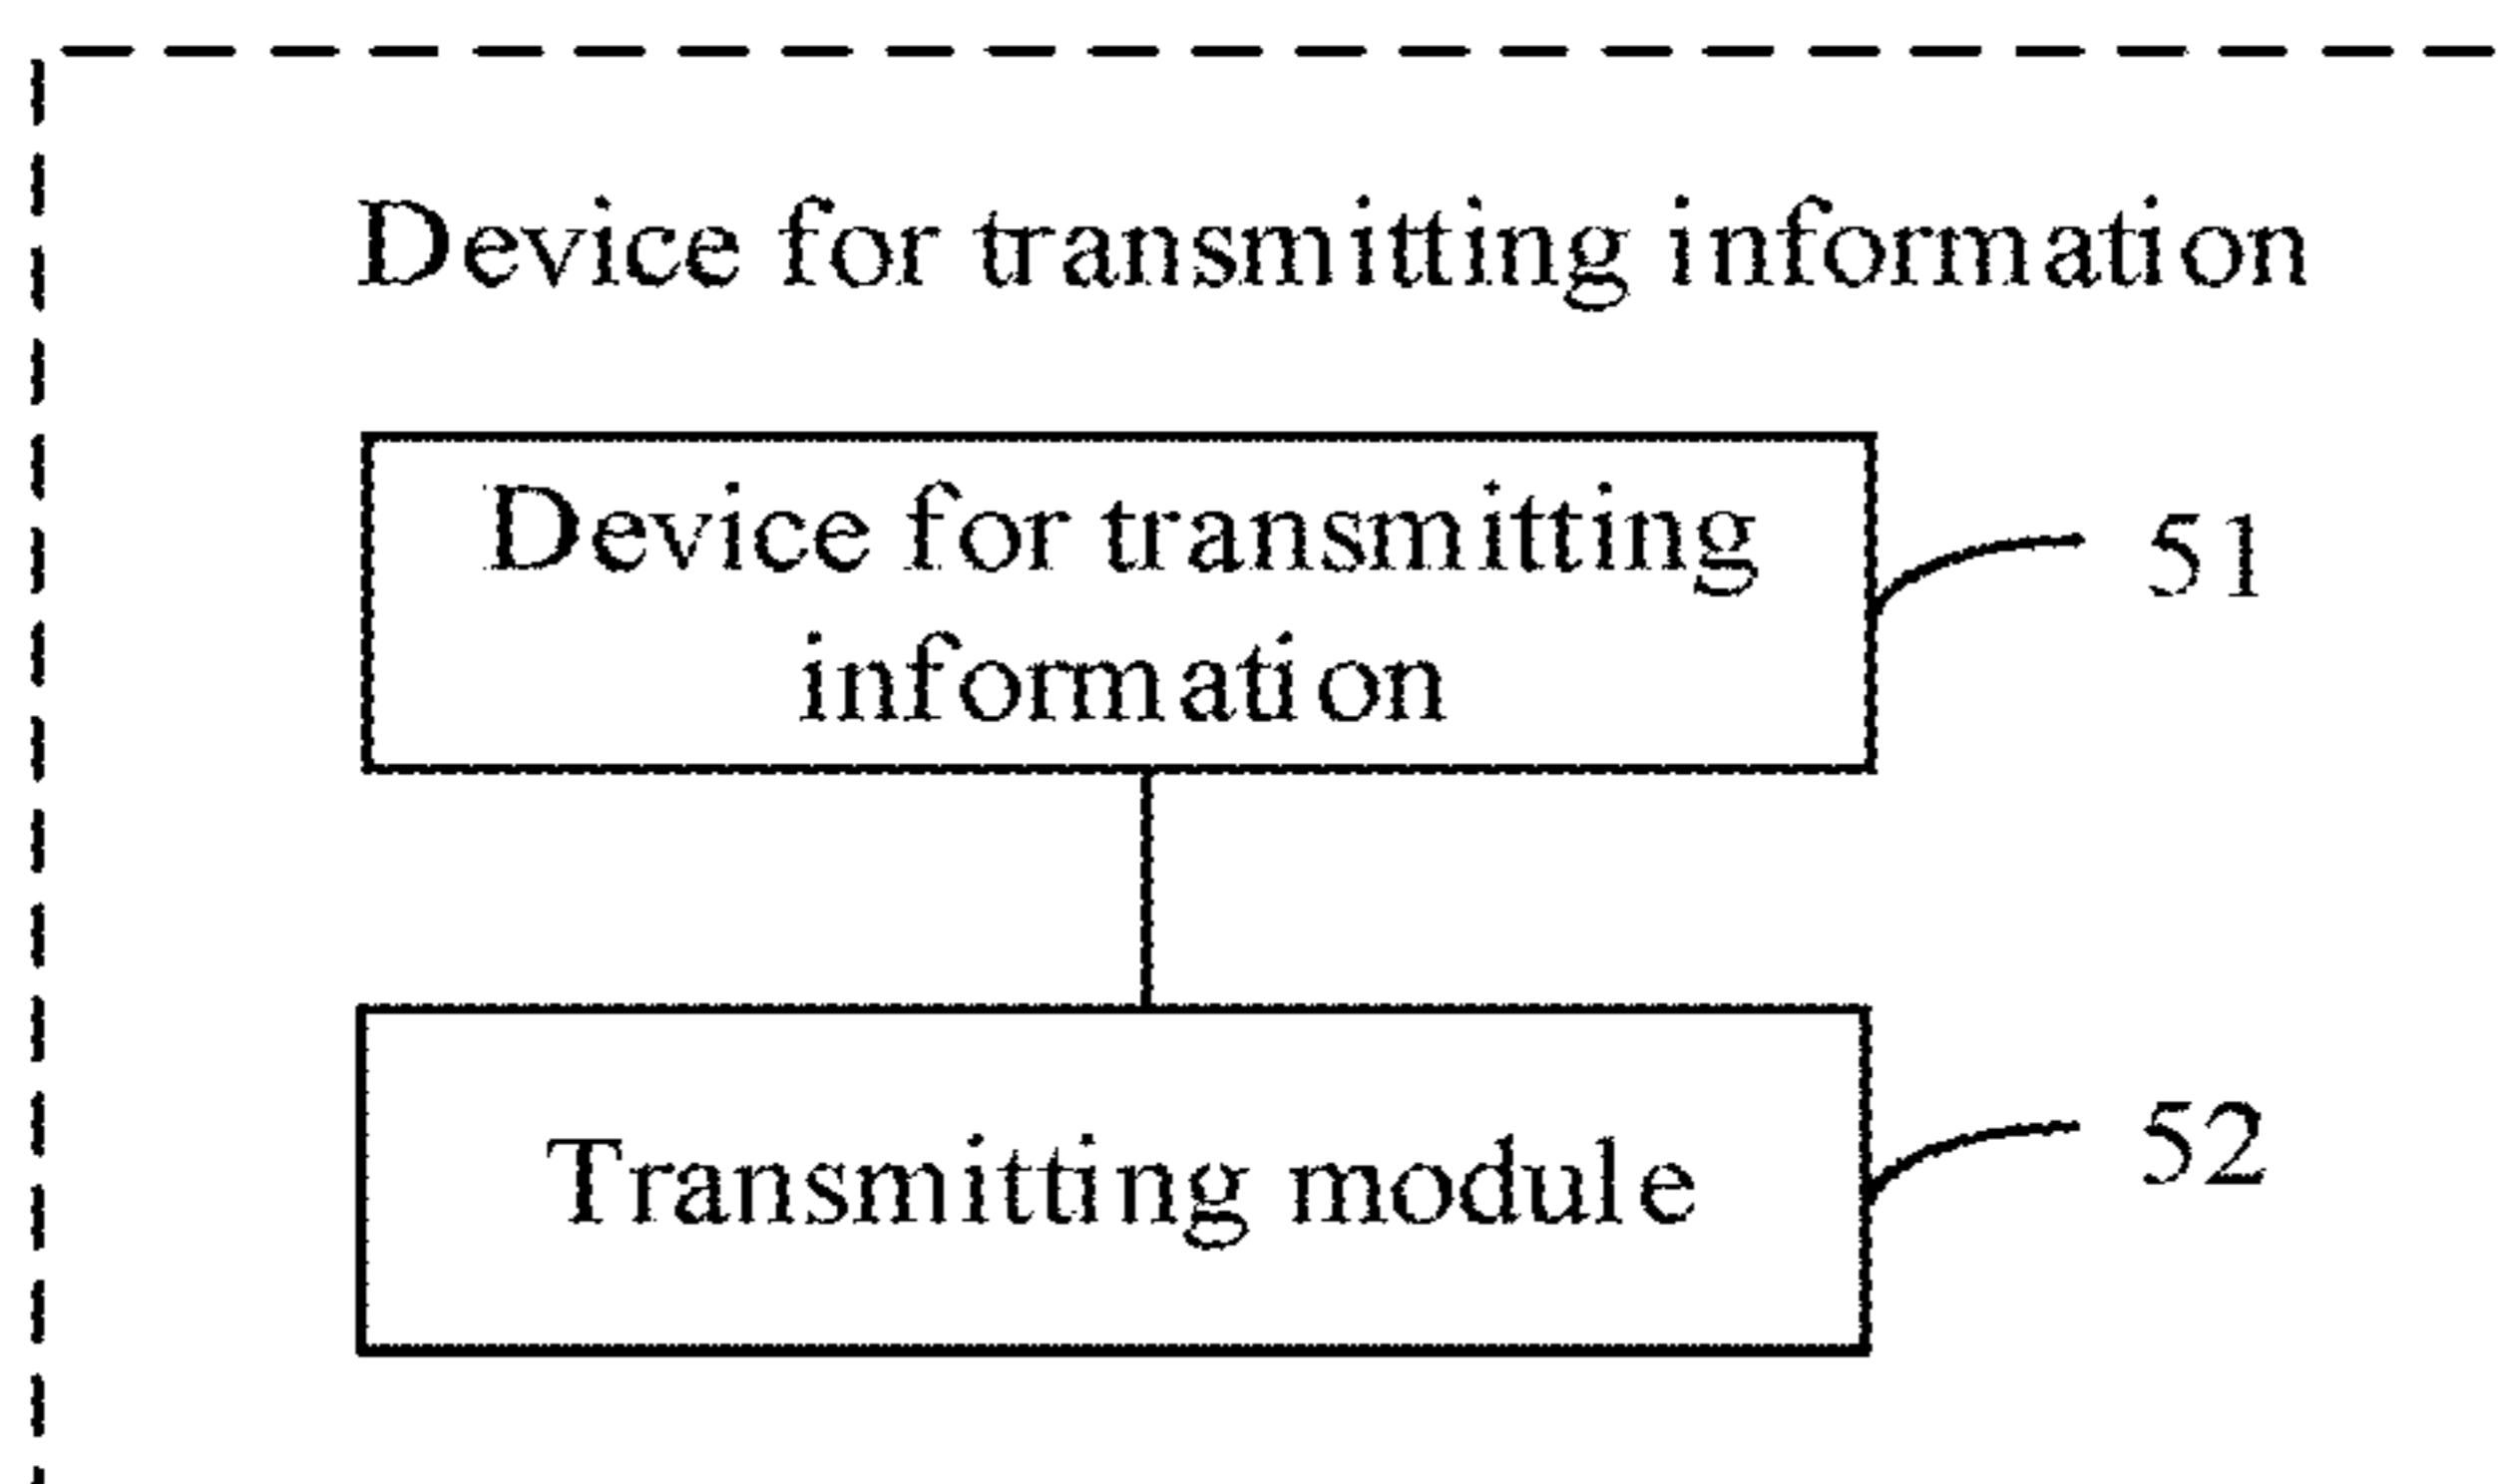 Device for transmitting information
Device for transmitting
information
51
Transmitting module
52